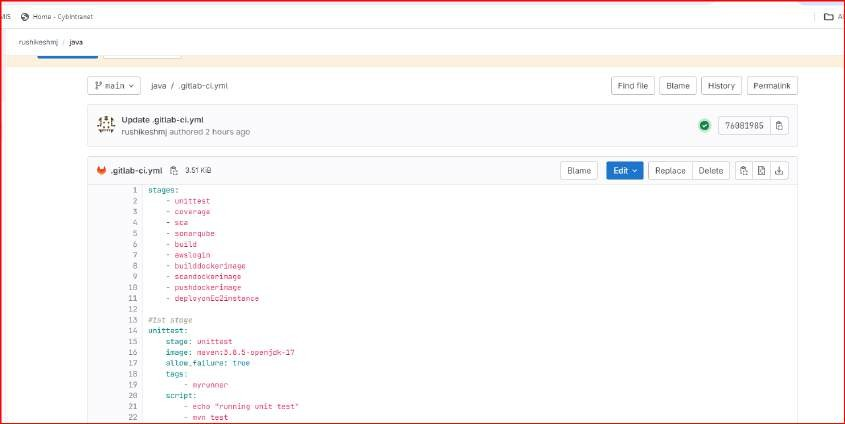 MIS Home - CybIntranet
rushikeshmj / java
main java / .gitlab-ci.yml Find file Blame History Permalink
Update .gitlab-ci.yml
rushikeshmj authored 2 hours ago 76081985
.gitlab-ci.yml 3.51 KiB Blame Edit Replace Delete
1 stages:
2 - unittest
3 - coverage
4 - sca
5 - sonarqube
6 - build
7 - awslogin
8 - builddockerimage
9 - scandockerimage
10 - pushdockerimage
11 - deployonEc2instance
12
13 #1st stage
14 unittest:
15 stage: unittest
16 image: maven:3.8.5-openjdk-17
17 allow_failure: true
18 tags:
19 - myrunner
20 script:
21 - echo "running unit test"
22 - mvn test